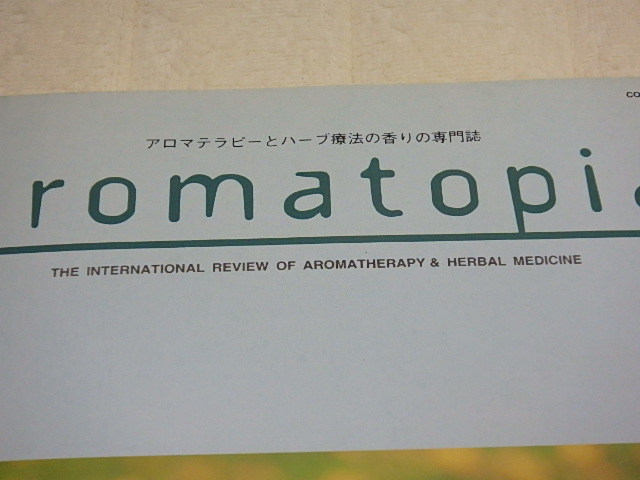 アロマテラピーとハーブ療法の香りの専門誌
romatopia
THE INTERNATIONAL REVIEW OF AROMATHERAPY & HERBAL MEDICINE